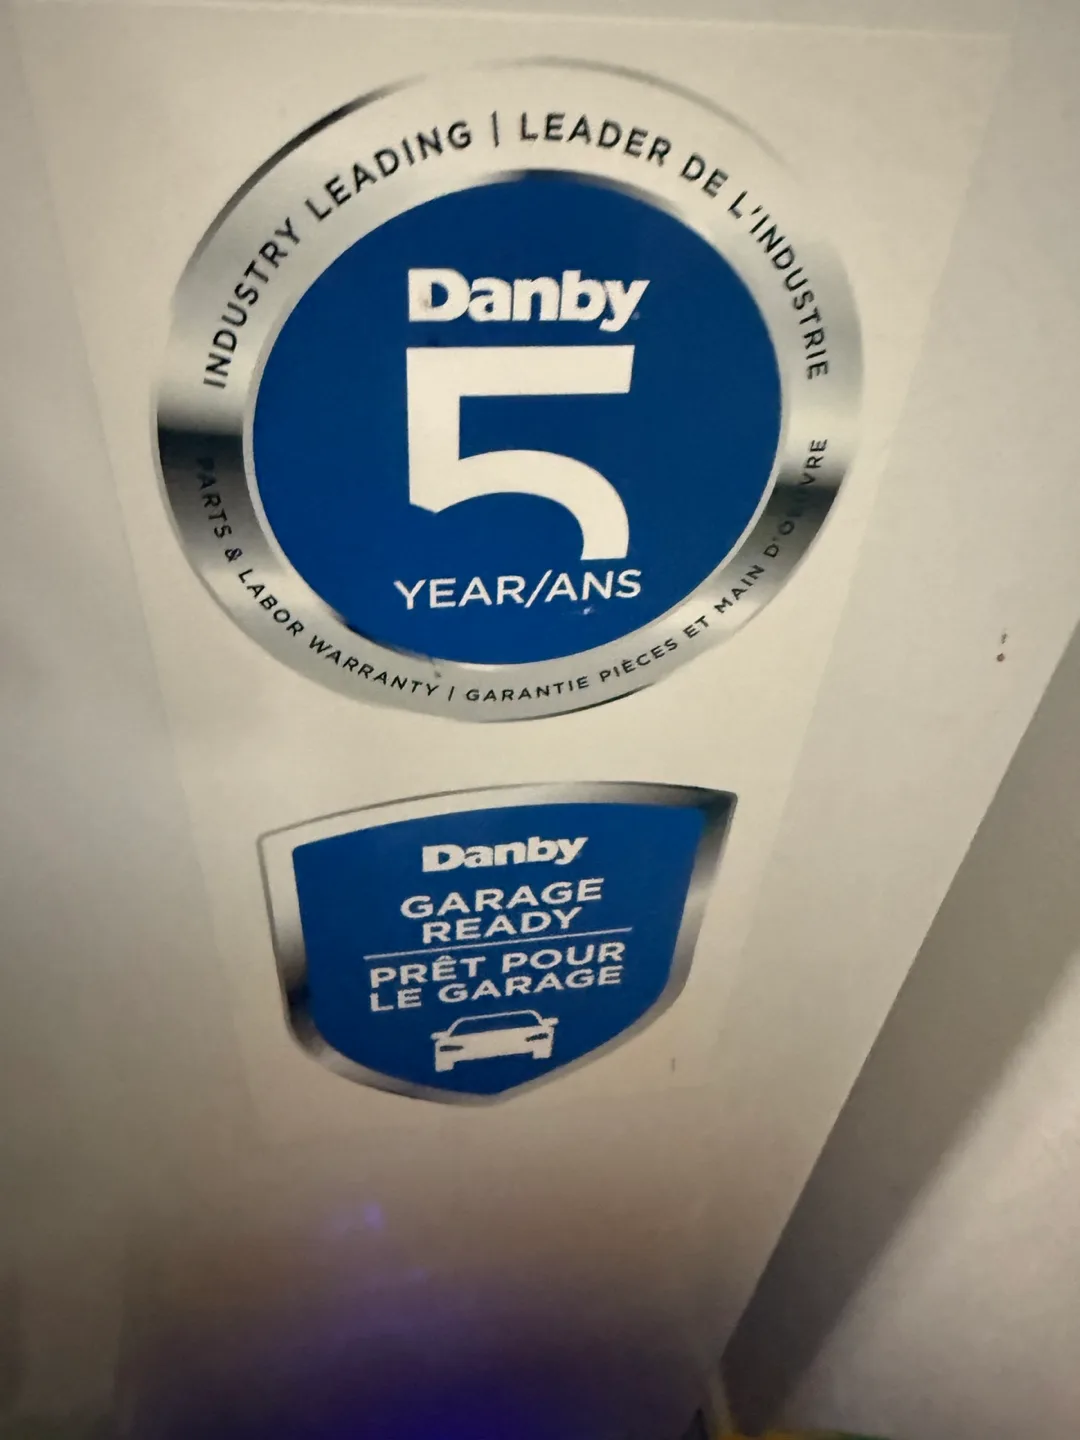 INDUSTRY LEADING | LEADER DE L'INDUSTRIE
Danby
5
YEAR/ANS
PARTS & LABOR WARRANTY | GARANTIE PIÈCES ET MAIN D'OEUVRE
Danby
GARAGE
READY
PRÊT POUR
LE GARAGE